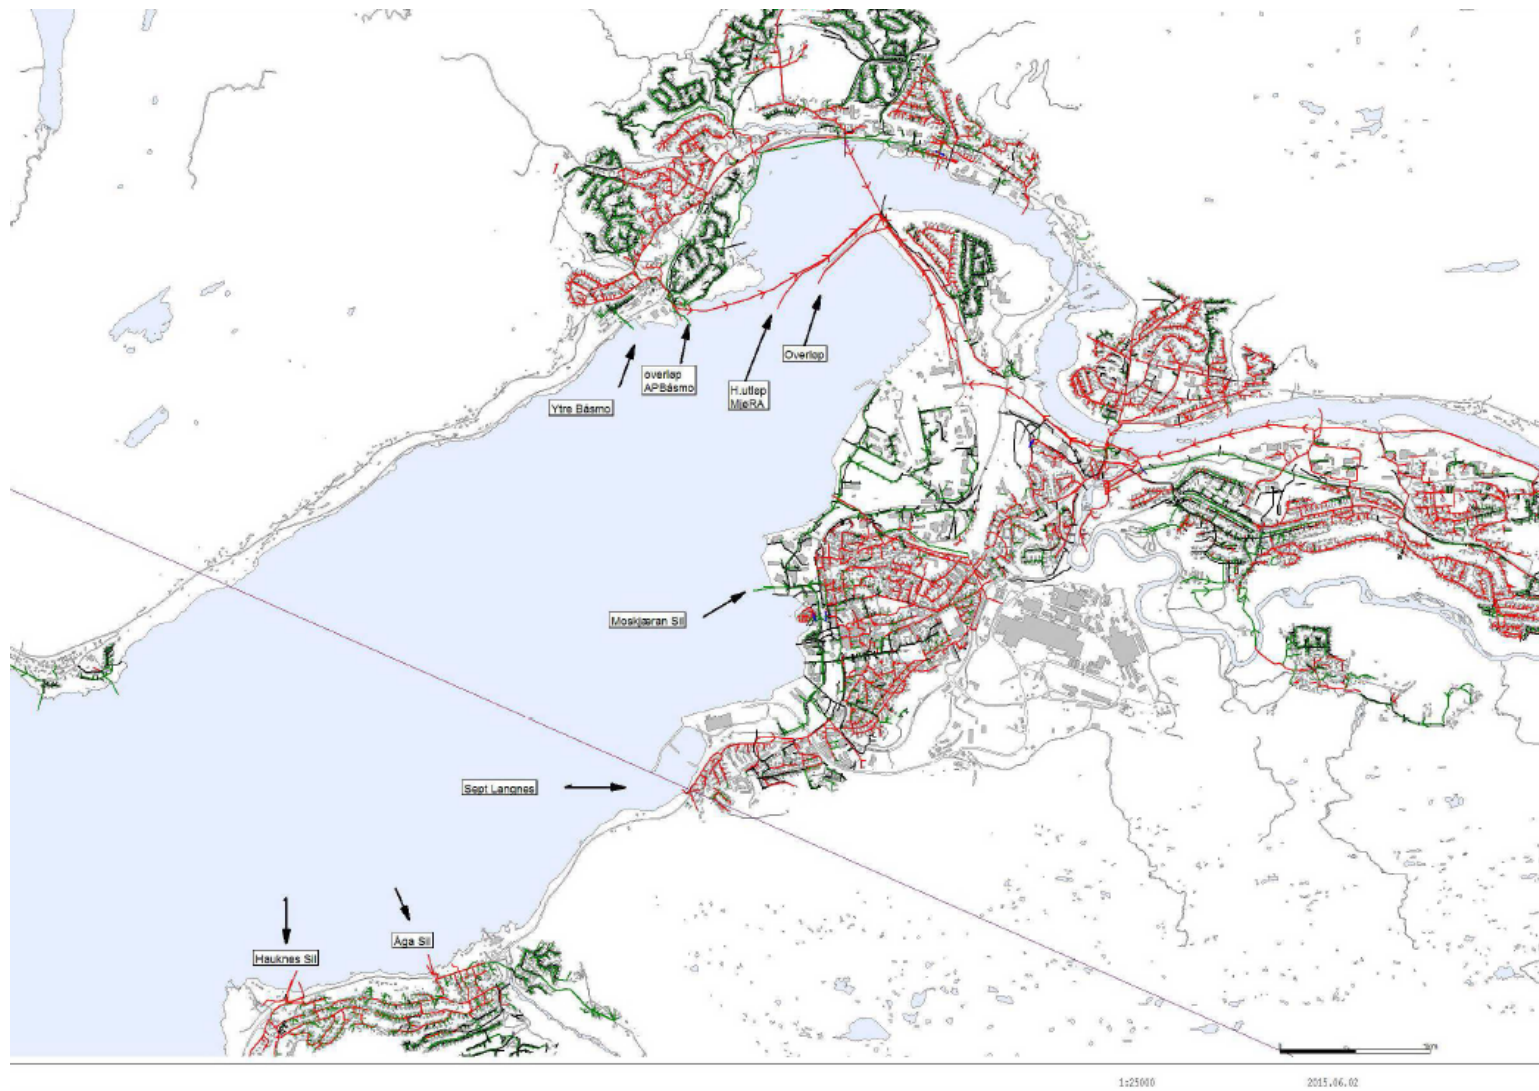 Overløp
overløp
APBåsmo
H.utløp
MjøRA
Ytre Båsmo
Moskjæran Sil
Sept Langnes
Åga Sil
Hauknes Sil
1:25000
2015.06.02